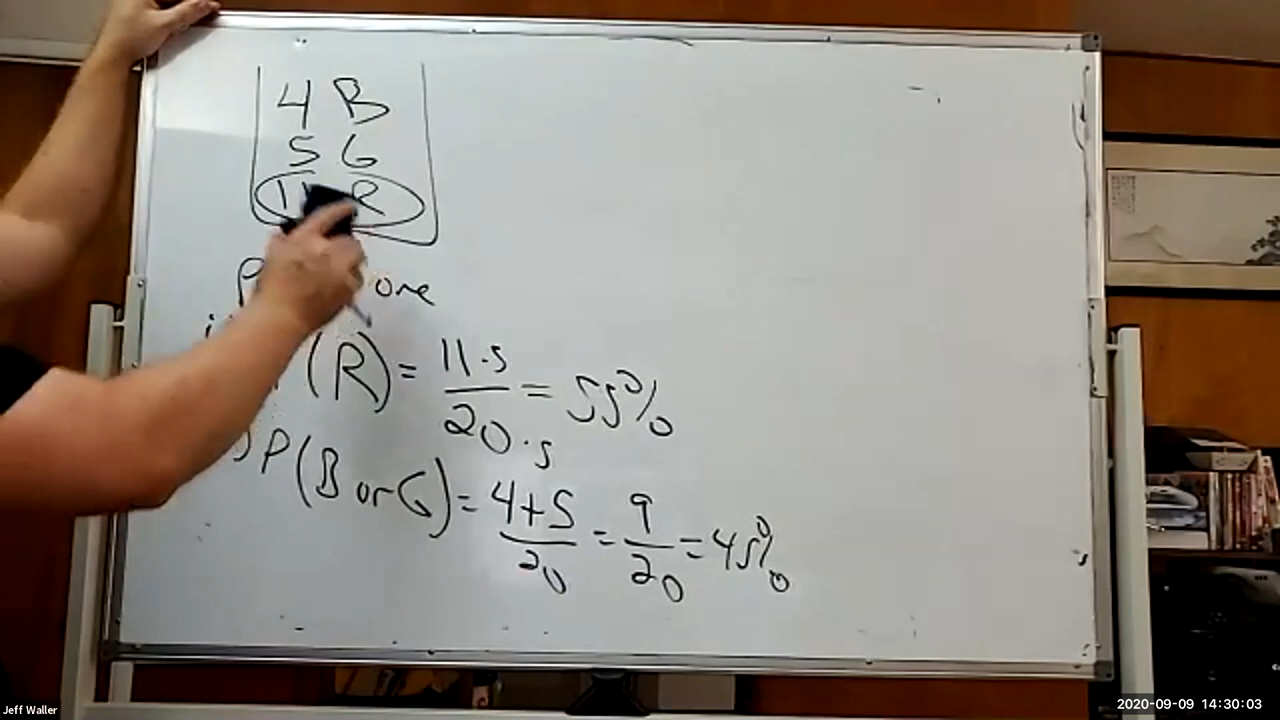 4 B
5 G
11 R
one
P(R) = 11·5/20·5 = 55%
P(B or G) = 4+5/20 = 9/20 = 45%
Jeff Waller
2020-09-09 14:30:03